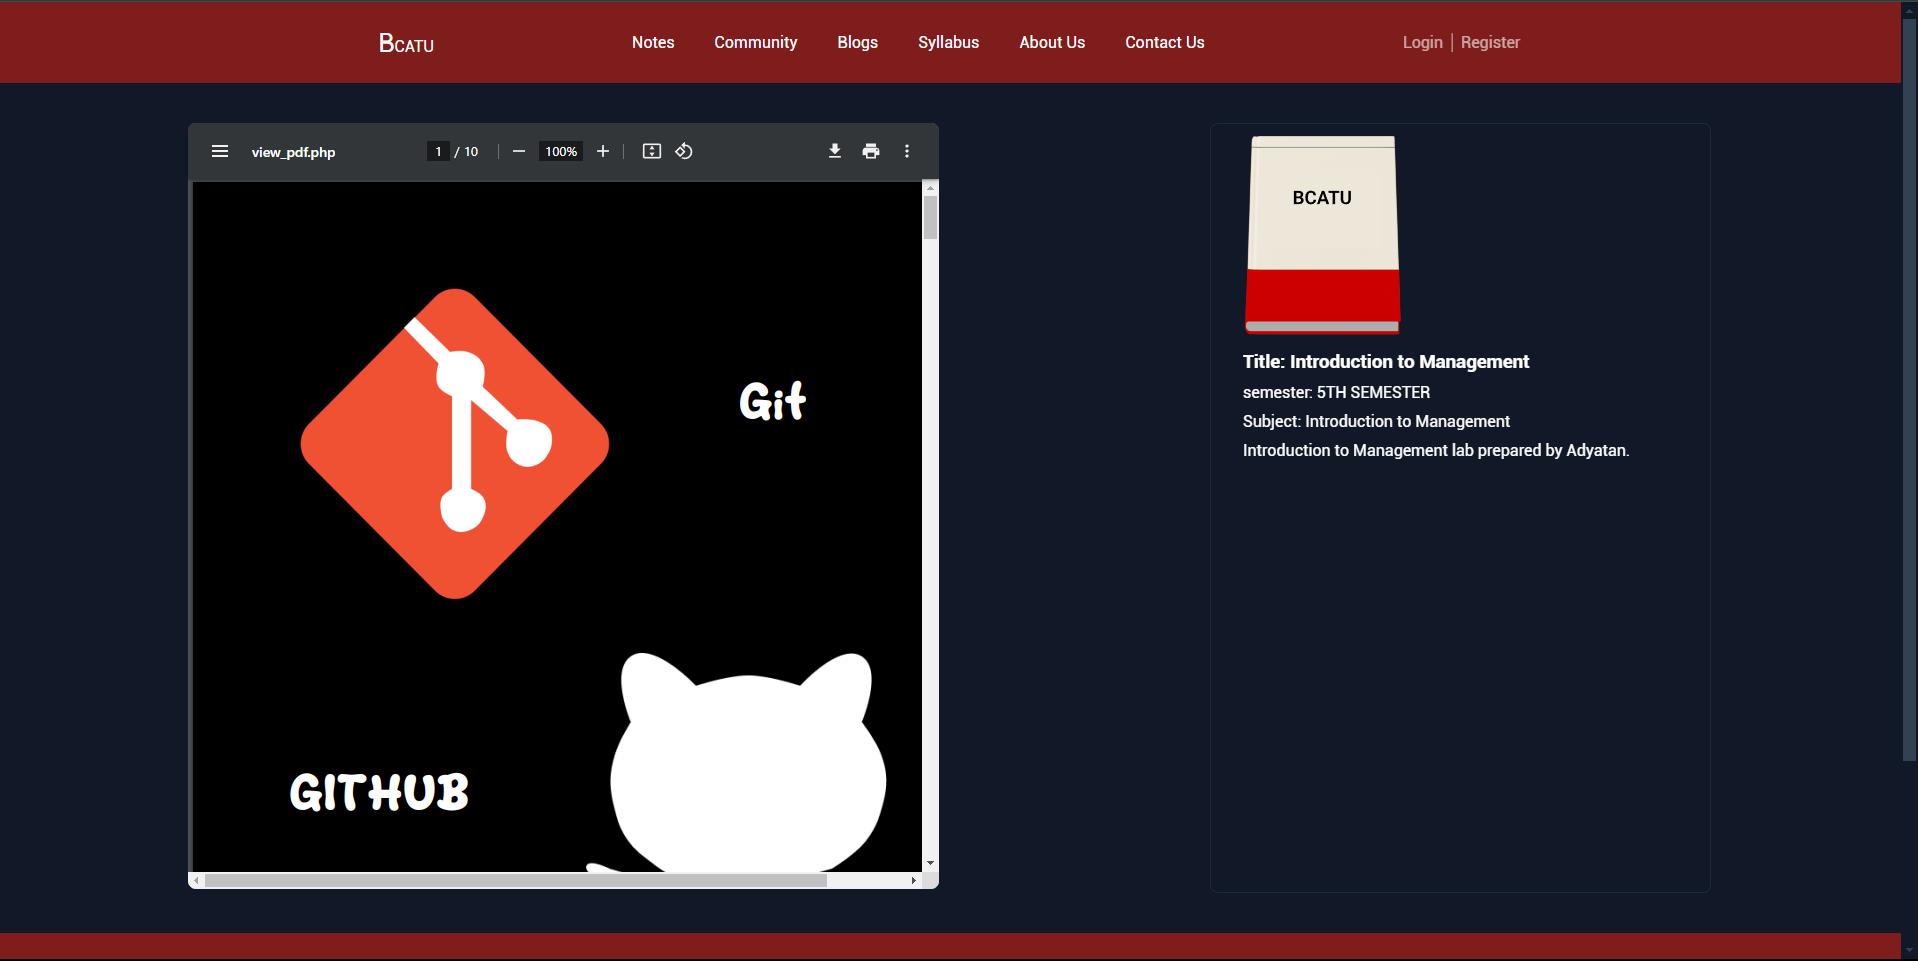 BCATU
Notes
Community
Blogs
Syllabus
About Us
Contact Us
Login | Register
view_pdf.php
1 / 10
100%
Git
GITHUB
BCATU
Title: Introduction to Management
semester: 5TH SEMESTER
Subject: Introduction to Management
Introduction to Management lab prepared by Adyatan.